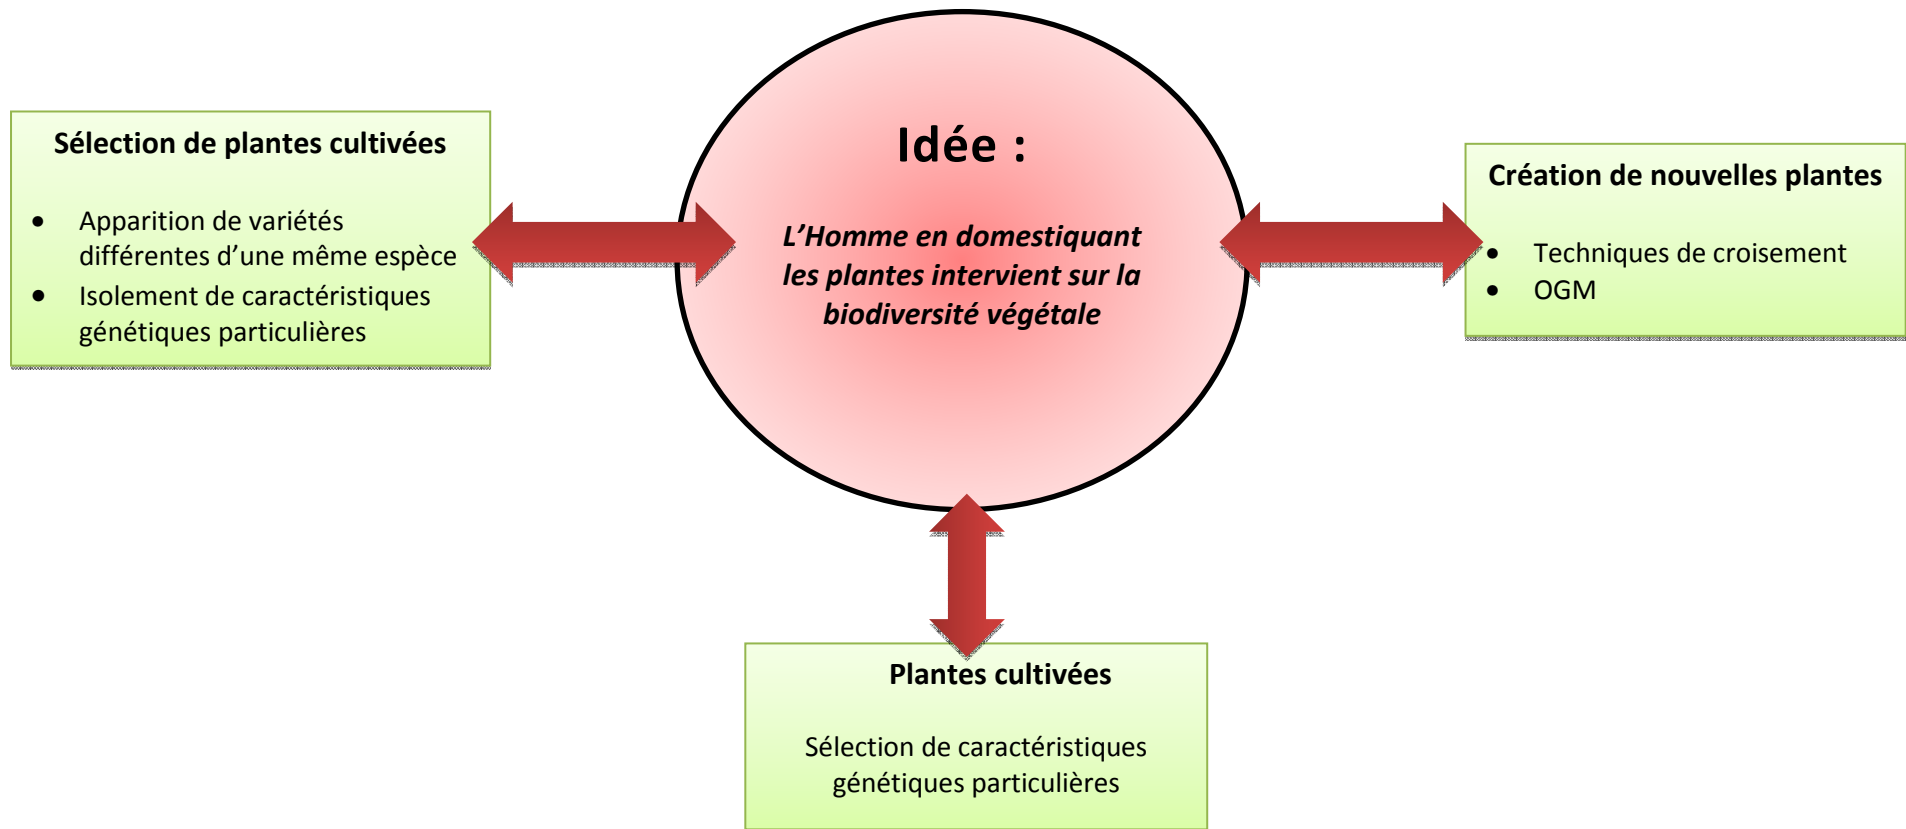 Idée :
L’Homme en domestiquant
les plantes intervient sur la
biodiversité végétale
Sélection de plantes cultivées
• Apparition de variétés
différentes d’une même espèce
• Isolement de caractéristiques
génétiques particulières
Création de nouvelles plantes
• Techniques de croisement
• OGM
Plantes cultivées
Sélection de caractéristiques
génétiques particulières